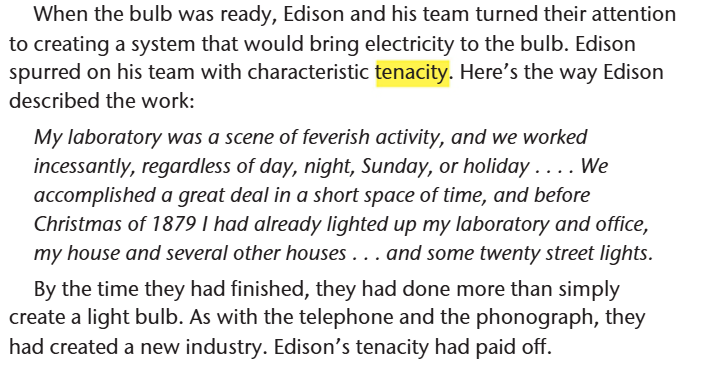 When the bulb was ready, Edison and his team turned their attention
to creating a system that would bring electricity to the bulb. Edison
spurred on his team with characteristic tenacity. Here’s the way Edison
described the work:
My laboratory was a scene of feverish activity, and we worked
incessantly, regardless of day, night, Sunday, or holiday . . . . We
accomplished a great deal in a short space of time, and before
Christmas of 1879 I had already lighted up my laboratory and office,
my house and several other houses . . . and some twenty street lights.
By the time they had finished, they had done more than simply
create a light bulb. As with the telephone and the phonograph, they
had created a new industry. Edison’s tenacity had paid off.